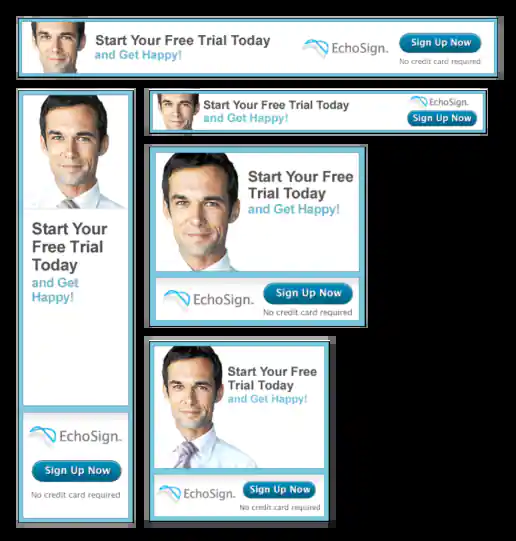 Start Your Free Trial Today
and Get Happy!
EchoSign.
Sign Up Now
No credit card required
Start Your
Free Trial
Today
and Get
Happy!
EchoSign.
Sign Up Now
No credit card required
Start Your Free Trial Today
and Get Happy!
EchoSign.
Sign Up Now
Start Your Free
Trial Today
and Get Happy!
EchoSign.
Sign Up Now
No credit card required
Start Your Free
Trial Today
and Get Happy!
EchoSign.
Sign Up Now
No credit card required